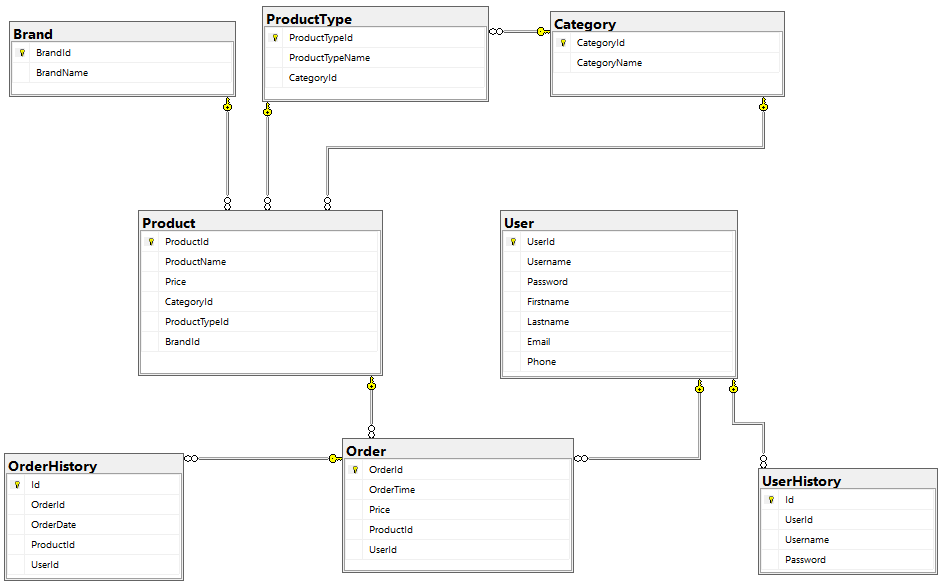 Brand
BrandId
BrandName
ProductType
ProductTypeId
ProductTypeName
CategoryId
Category
CategoryId
CategoryName
Product
ProductId
ProductName
Price
CategoryId
ProductTypeId
BrandId
User
UserId
Username
Password
Firstname
Lastname
Email
Phone
OrderHistory
Id
OrderId
OrderDate
ProductId
UserId
Order
OrderId
OrderTime
Price
ProductId
UserId
UserHistory
Id
UserId
Username
Password